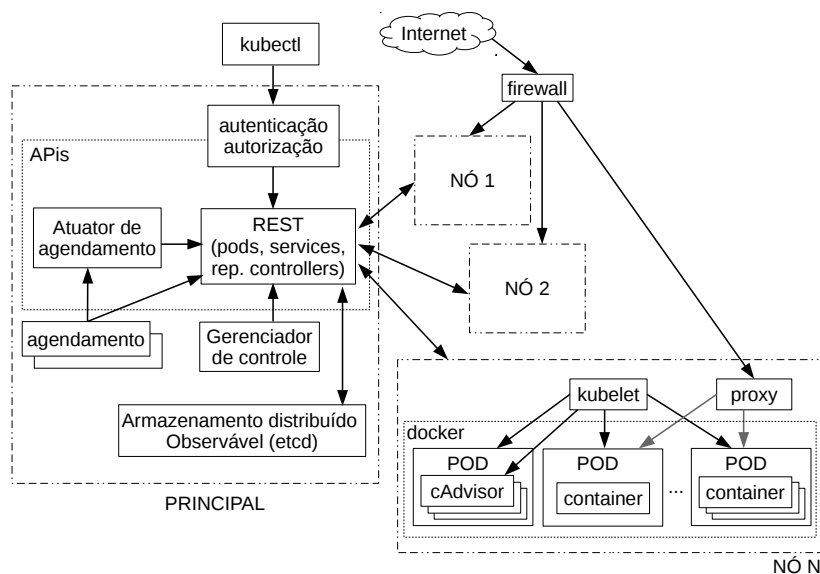 Internet
kubectl
firewall
autenticação
autorização
APis
NÓ 1
Atuator de
agendamento
REST
(pods, services,
rep. controllers)
NÓ 2
agendamento
Gerenciador
de controle
kubelet
proxy
Armazenamento distribuído
Observável (etcd)
docker
POD
cAdvisor
POD
container
...
POD
container
PRINCIPAL
NÓ N